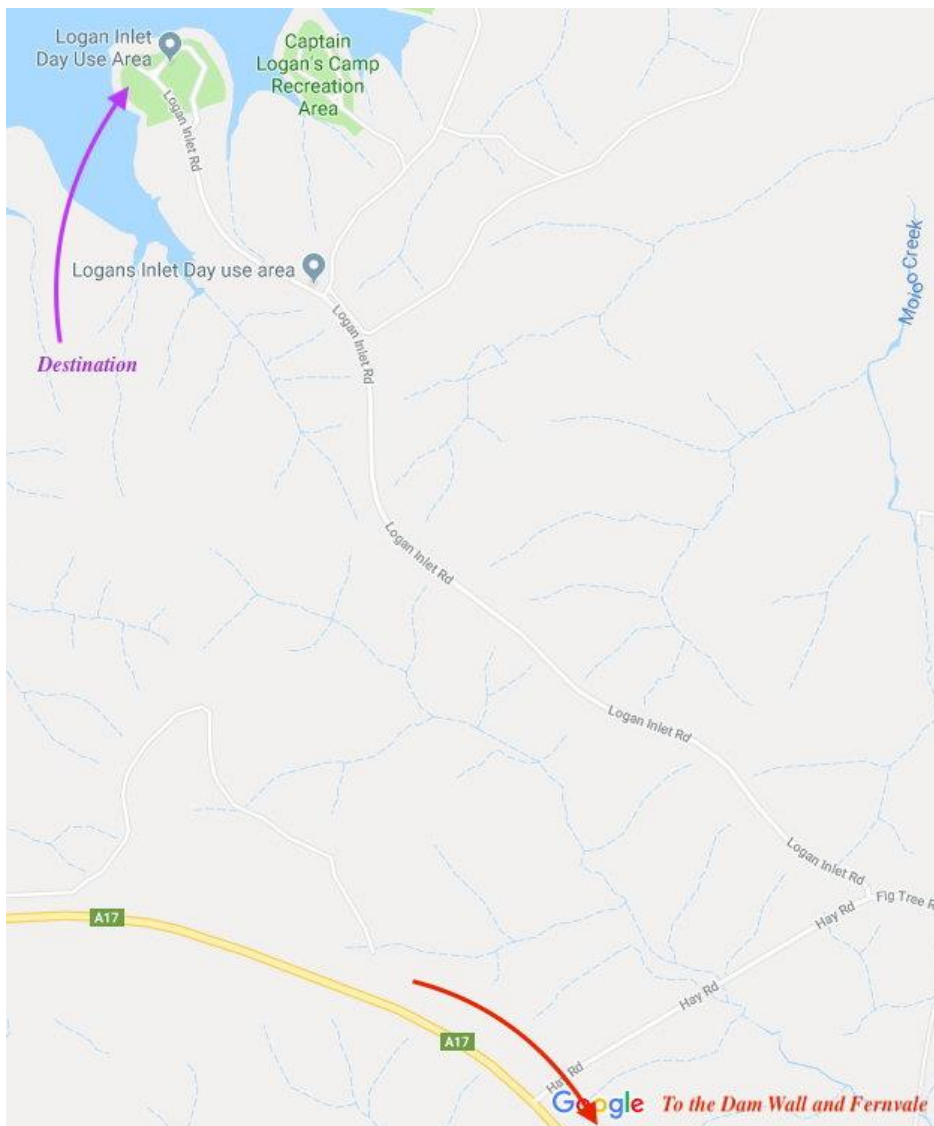 Logan Inlet
Day Use Area
Captain
Logan's Camp
Recreation
Area
Logan Inlet Rd
Moloo Creek
Logans Inlet Day use area
Logan Inlet Rd
Destination
Logan Inlet Rd
Logan Inlet Rd
Logan Inlet Rd
Fig Tree R
Hay Rd
A17
Hay Rd
A17
Hay Rd
Google
To the Dam Wall and Fernvale